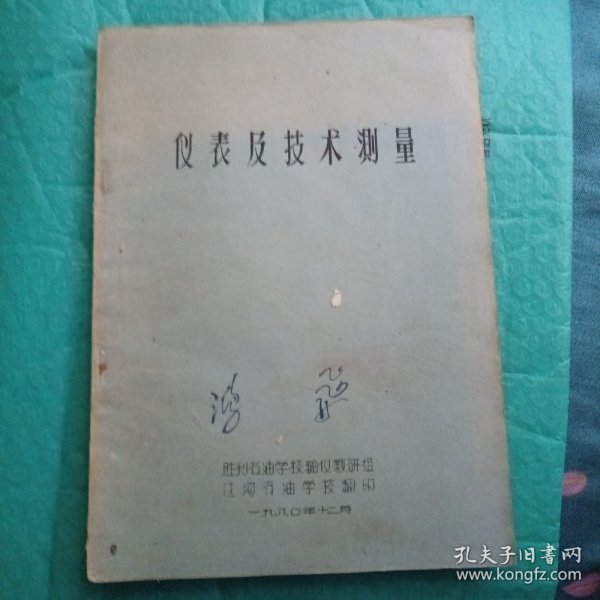 仪表及技术测量
胜利石油学校输仪教研组
辽河石油学校翻印
一九八〇年十二月
孔夫子旧书网
www.kongfz.com